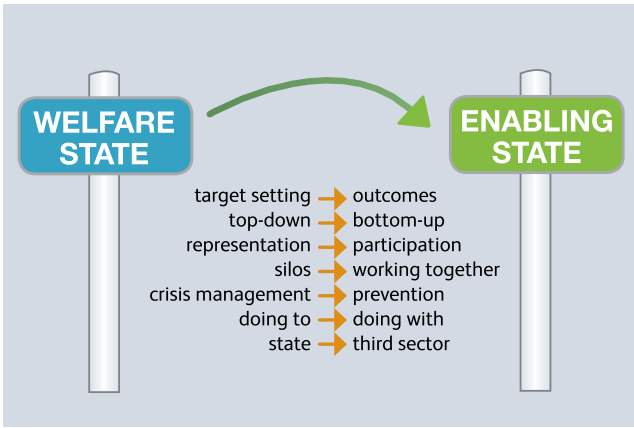 WELFARE
STATE
ENABLING
STATE
target setting outcomes
top-down bottom-up
representation participation
silos working together
crisis management prevention
doing to doing with
state third sector